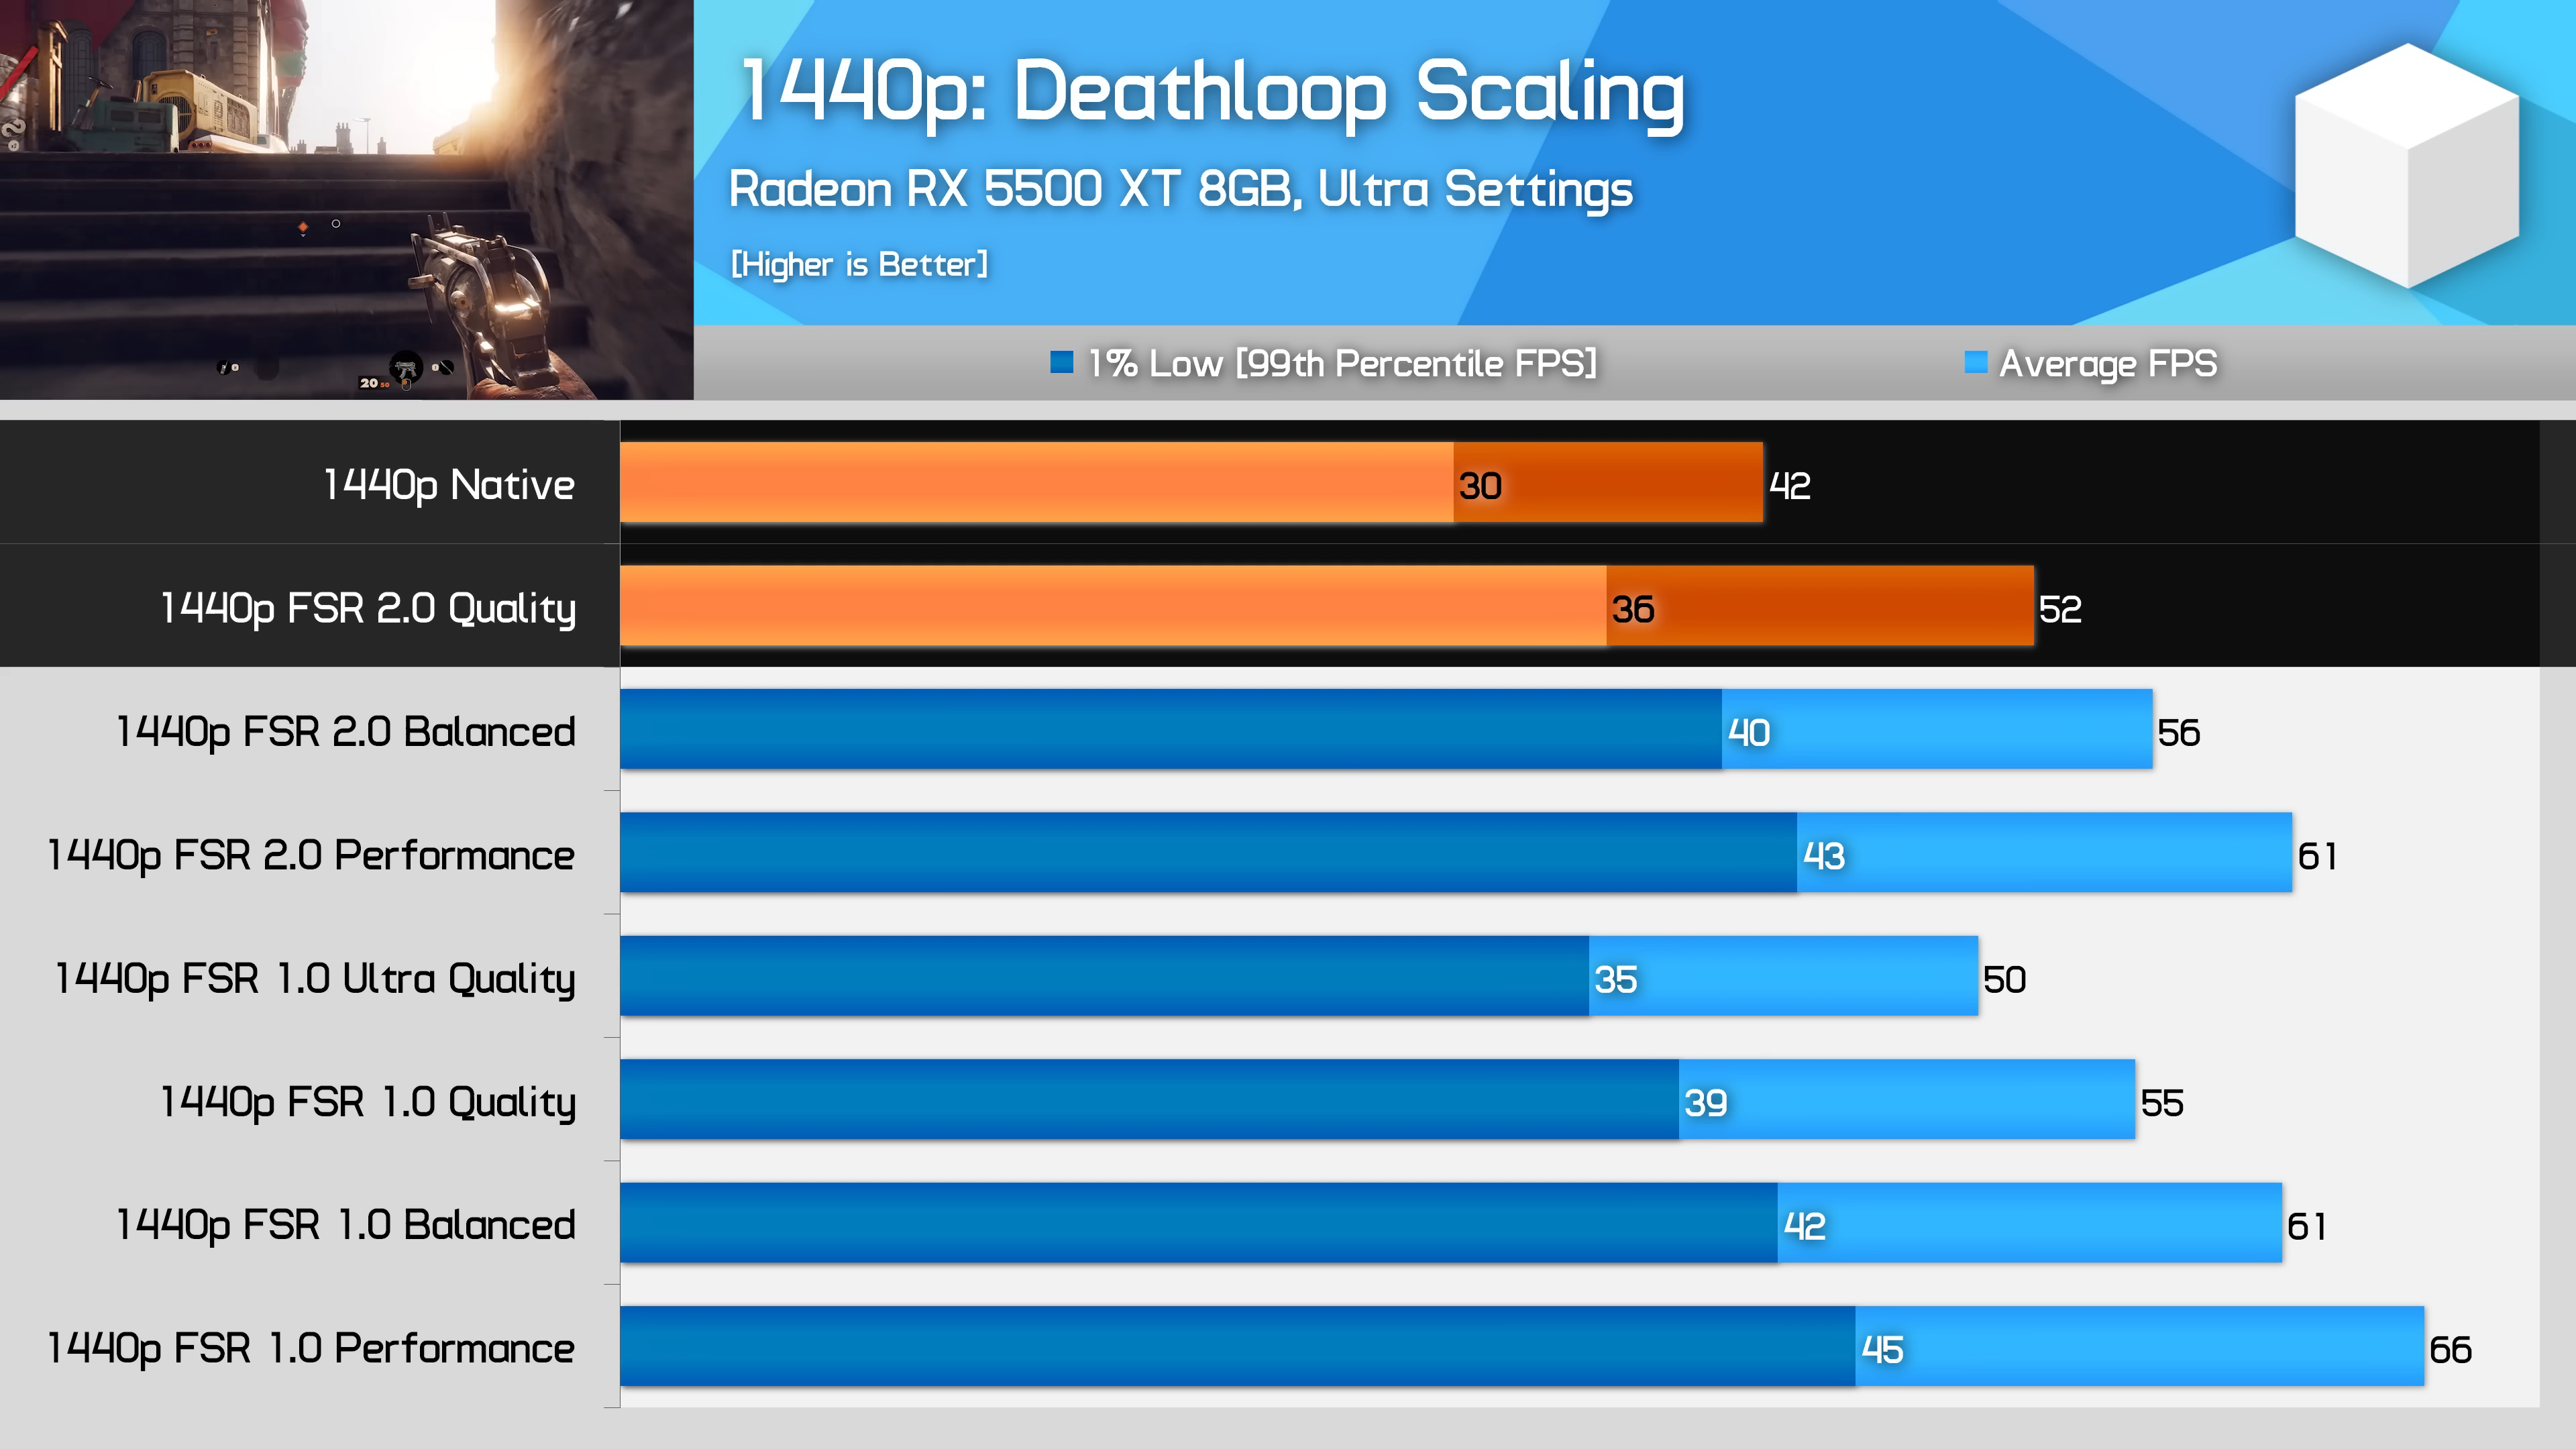 1440p: Deathloop Scaling
Radeon RX 5500 XT 8GB, Ultra Settings
[Higher is Better]
1% Low [99th Percentile FPS]
Average FPS
20 50
1440p Native
30
42
1440p FSR 2.0 Quality
36
52
1440p FSR 2.0 Balanced
40
56
1440p FSR 2.0 Performance
43
61
1440p FSR 1.0 Ultra Quality
35
50
1440p FSR 1.0 Quality
39
55
1440p FSR 1.0 Balanced
42
61
1440p FSR 1.0 Performance
45
66